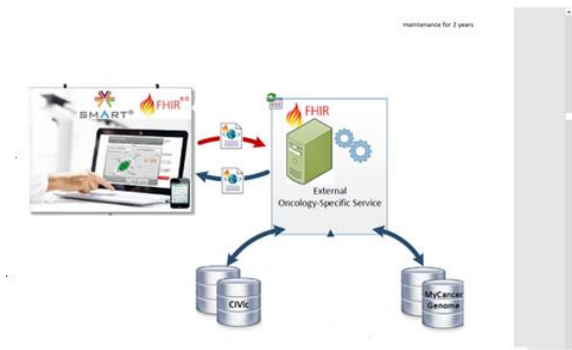 maintenance for 2 years
SMART®
FHIR®
FHIR
External
Oncology-Specific Service
CIVic
MyCancer
Genome